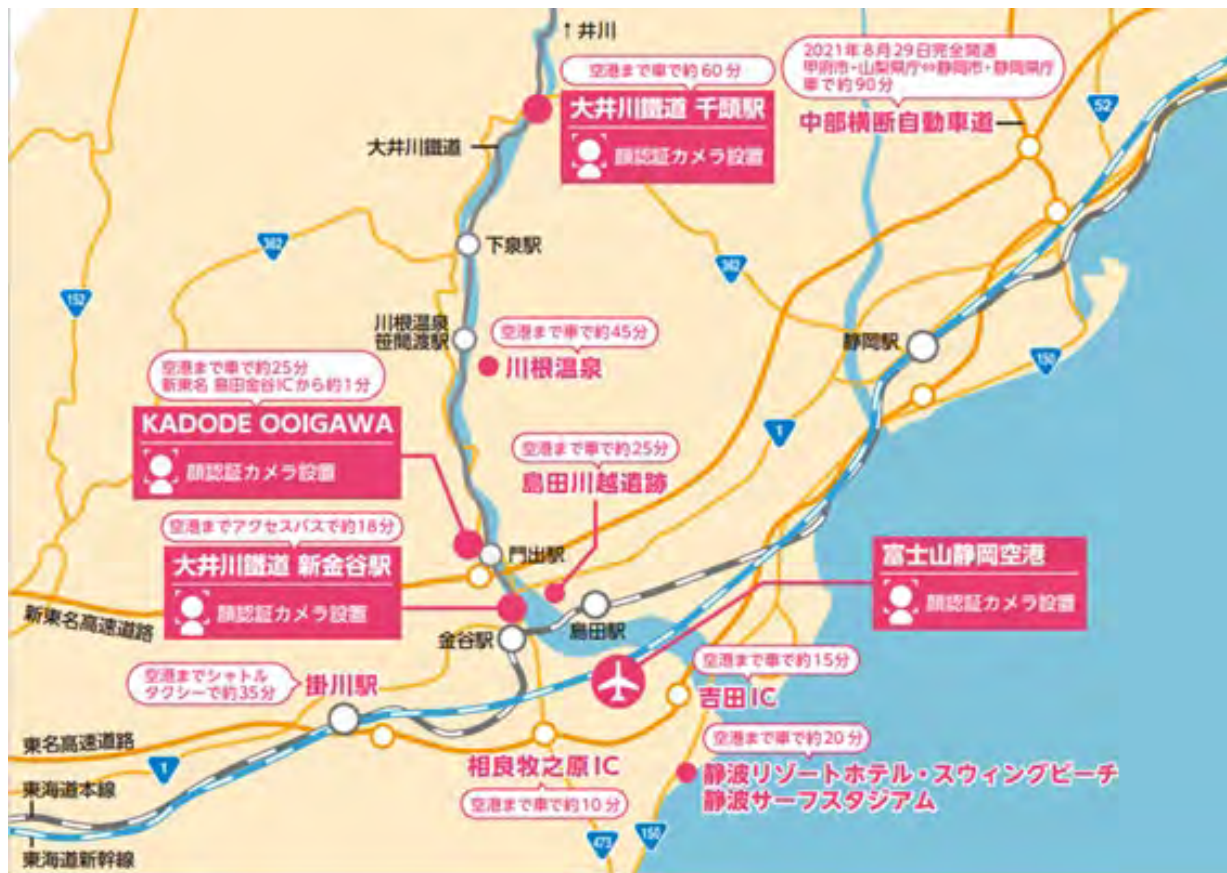 ↑井川
空港まで車で約60分
大井川鐵道 千頭駅
顔認証カメラ設置
大井川鐵道
2021年8月29日完全開通
甲府市・山梨県庁⇔静岡市・静岡県庁
車で約90分
中部横断自動車道
52
下泉駅
362
362
152
川根温泉
笹間渡駅
空港まで車で約45分
川根温泉
静岡駅
150
空港まで車で約25分
新東名 島田金谷ICから約1分
KADODE OOIGAWA
顔認証カメラ設置
1
空港まで車で約25分
島田川越遺跡
空港までアクセスバスで約18分
大井川鐵道 新金谷駅
顔認証カメラ設置
門出駅
富士山静岡空港
顔認証カメラ設置
新東名高速道路
金谷駅
島田駅
空港までシャトル
タクシーで約35分
掛川駅
空港まで車で約15分
吉田IC
東名高速道路
1
相良牧之原IC
空港まで車で約10分
空港まで車で約20分
静波リゾートホテル・スウィングビーチ
静波サーフスタジアム
東海道本線
東海道新幹線
473
150